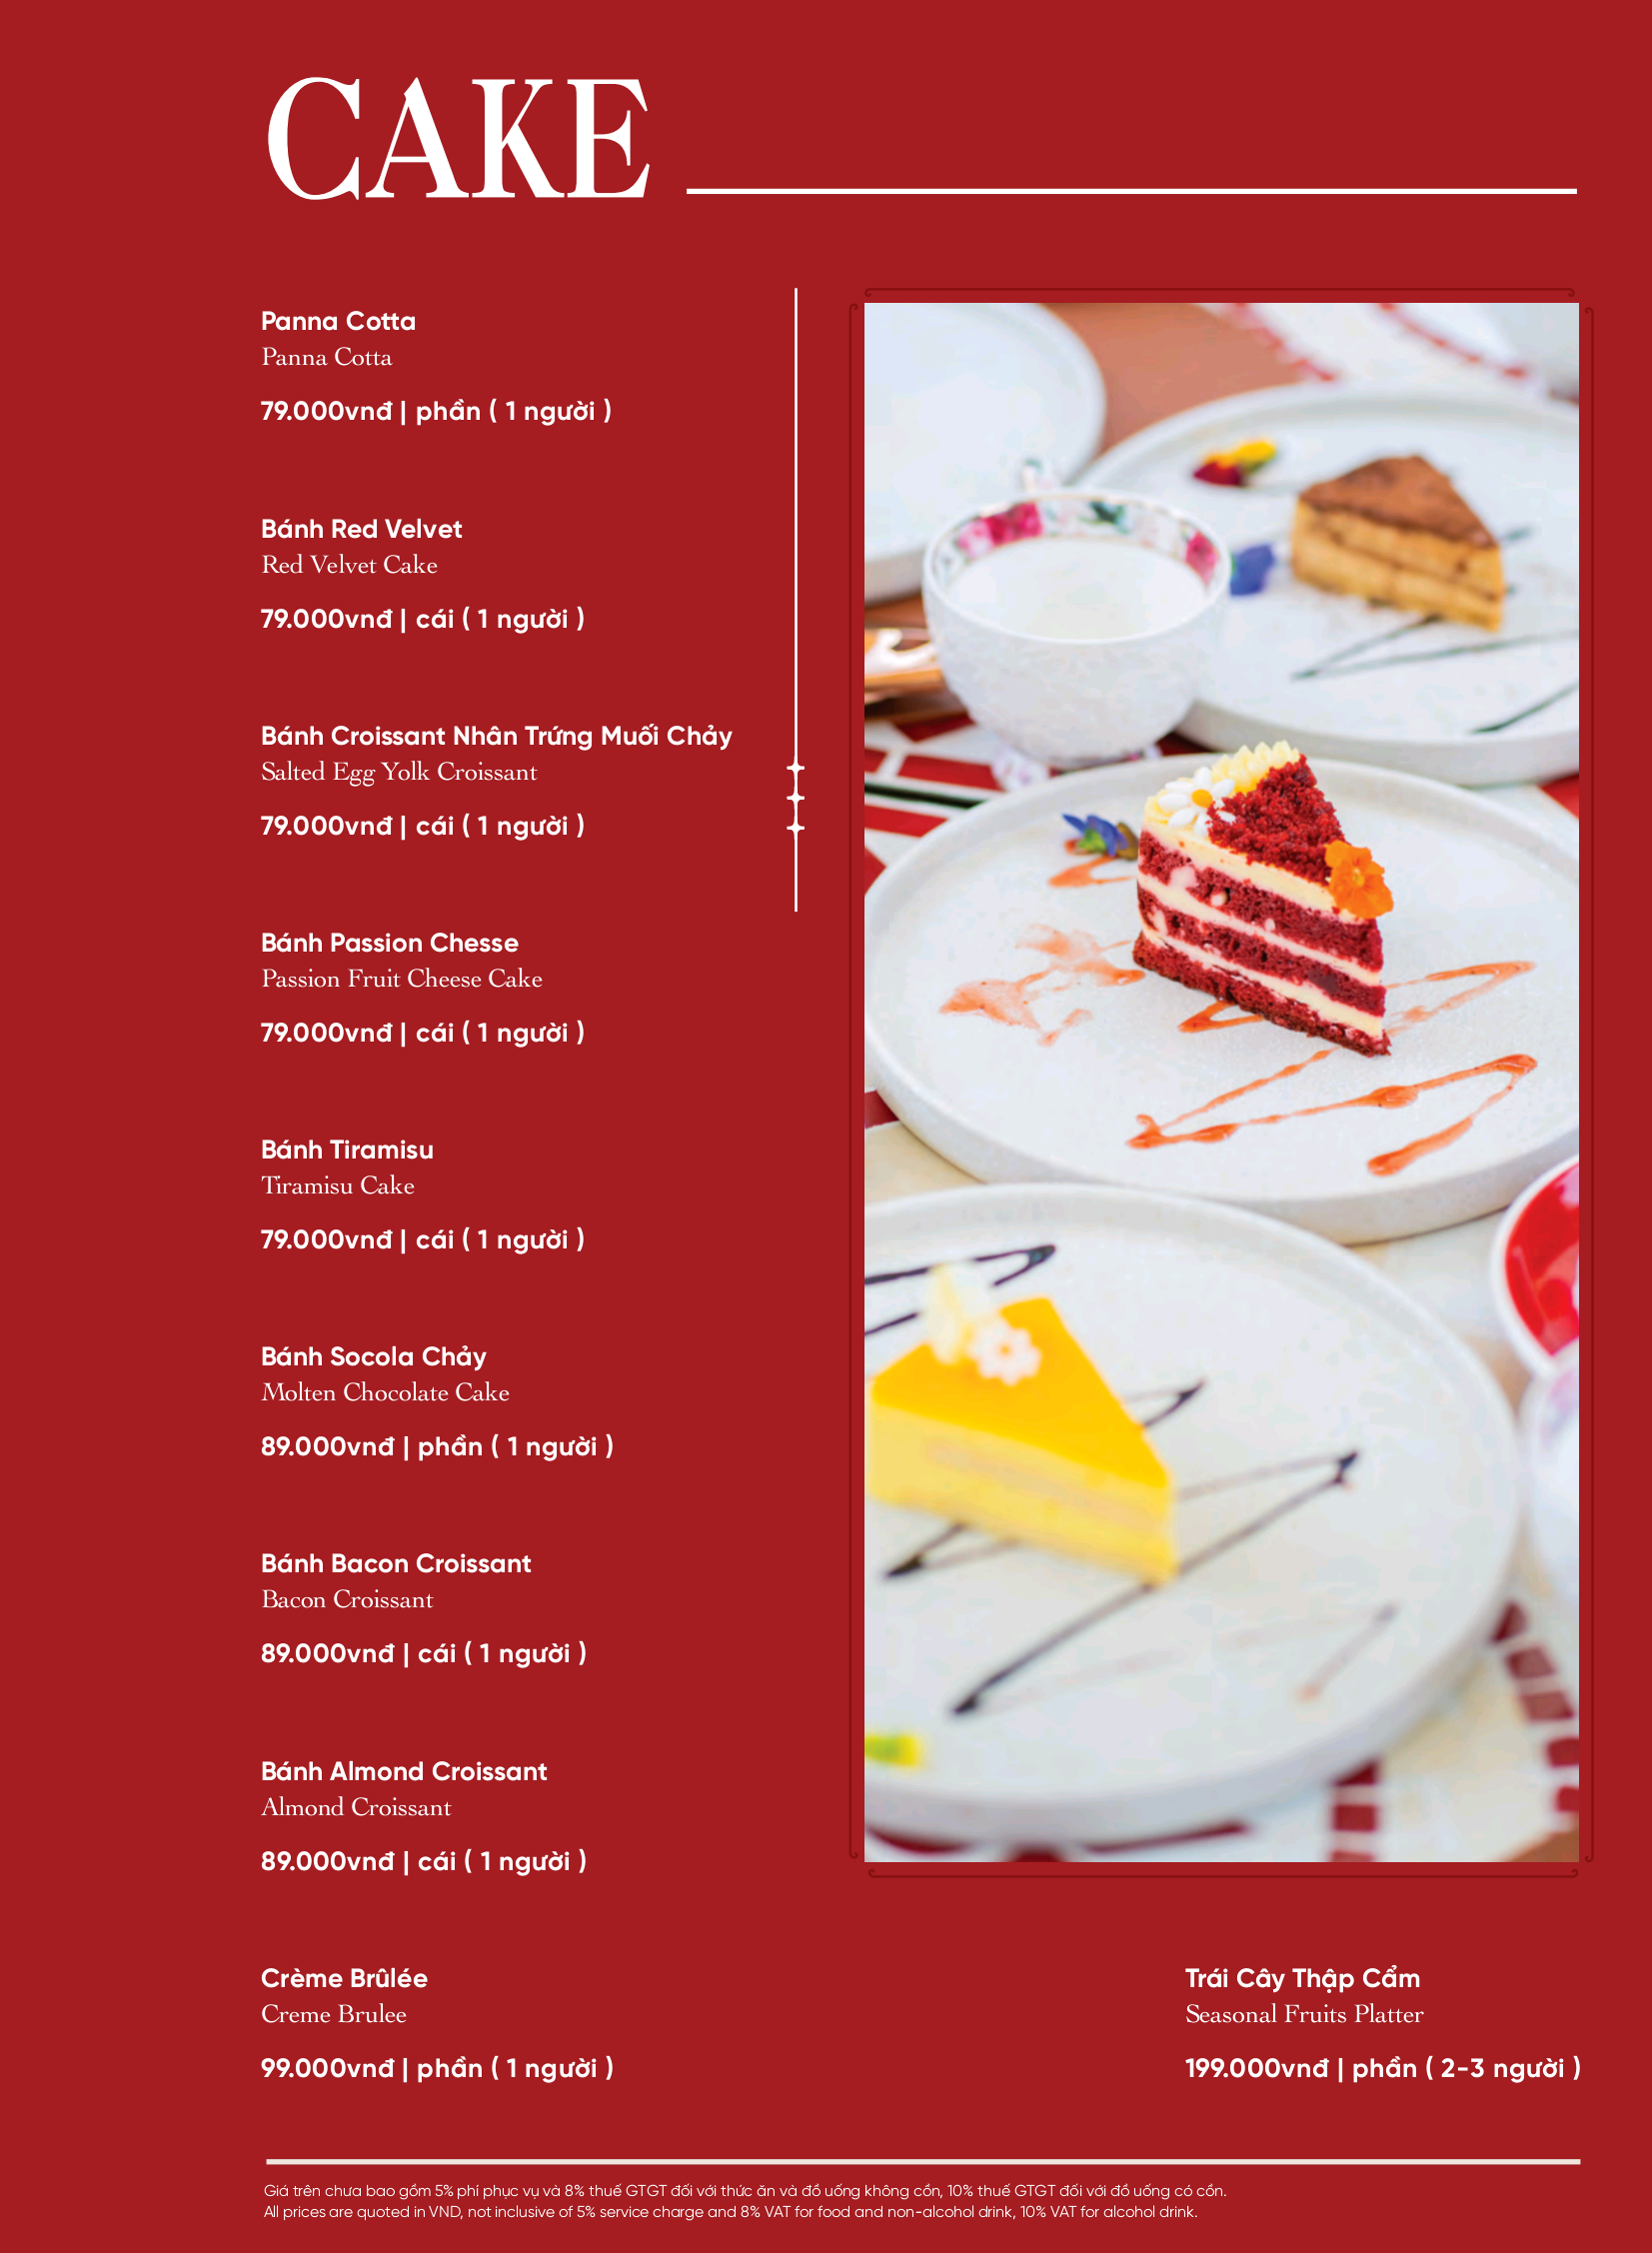 CAKE
Panna Cotta
Panna Cotta
79.000vnđ | phần ( 1 người )
Bánh Red Velvet
Red Velvet Cake
79.000vnđ | cái ( 1 người )
Bánh Croissant Nhân Trứng Muối Chảy
Salted Egg Yolk Croissant
79.000vnđ | cái ( 1 người )
Bánh Passion Chesse
Passion Fruit Cheese Cake
79.000vnđ | cái ( 1 người )
Bánh Tiramisu
Tiramisu Cake
79.000vnđ | cái ( 1 người )
Bánh Socola Chảy
Molten Chocolate Cake
89.000vnđ | phần ( 1 người )
Bánh Bacon Croissant
Bacon Croissant
89.000vnđ | cái ( 1 người )
Bánh Almond Croissant
Almond Croissant
89.000vnđ | cái ( 1 người )
Crème Brûlée
Creme Brulee
99.000vnđ | phần ( 1 người )
Trái Cây Thập Cẩm
Seasonal Fruits Platter
199.000vnđ | phần ( 2-3 người )
Giá trên chưa bao gồm 5% phí phục vụ và 8% thuế GTGT đối với thức ăn và đồ uống không cồn, 10% thuế GTGT đối với đồ uống có cồn.
All prices are quoted in VND, not inclusive of 5% service charge and 8% VAT for food and non-alcohol drink, 10% VAT for alcohol drink.